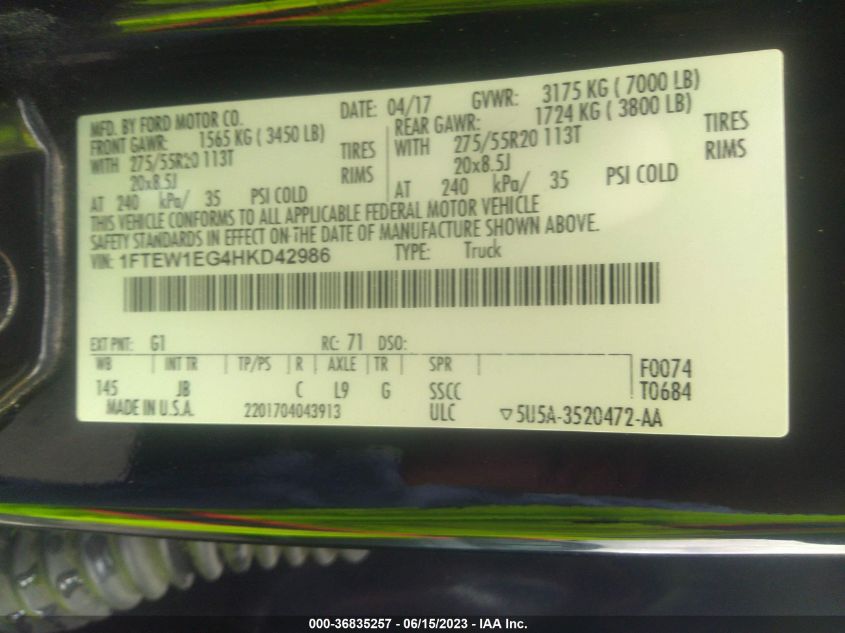 MFD. BY FORD MOTOR CO. DATE: 04/17 GVWR: 3175 KG ( 7000 LB)
FRONT GAWR: 1565 KG ( 3450 LB) REAR GAWR: 1724 KG ( 3800 LB)
WITH 275/55R20 113T TIRES WITH 275/55R20 113T TIRES
20x8.5J RIMS 20x8.5J RIMS
AT 240 kPa/ 35 PSI COLD AT 240 kPa/ 35 PSI COLD
THIS VEHICLE CONFORMS TO ALL APPLICABLE FEDERAL MOTOR VEHICLE
SAFETY STANDARDS IN EFFECT ON THE DATE OF MANUFACTURE SHOWN ABOVE.
VIN: 1FTEW1EG4HKD42986 TYPE: Truck
EXT PNT: G1 RC: 71 DSO:
WB INT TR TP/PS R AXLE TR SPR F0074
145 JB C L9 G SSCC T0684
MADE IN U.S.A. 2201704043913 ULC ▽5U5A-3520472-AA
000-36835257 - 06/15/2023 - IAA Inc.